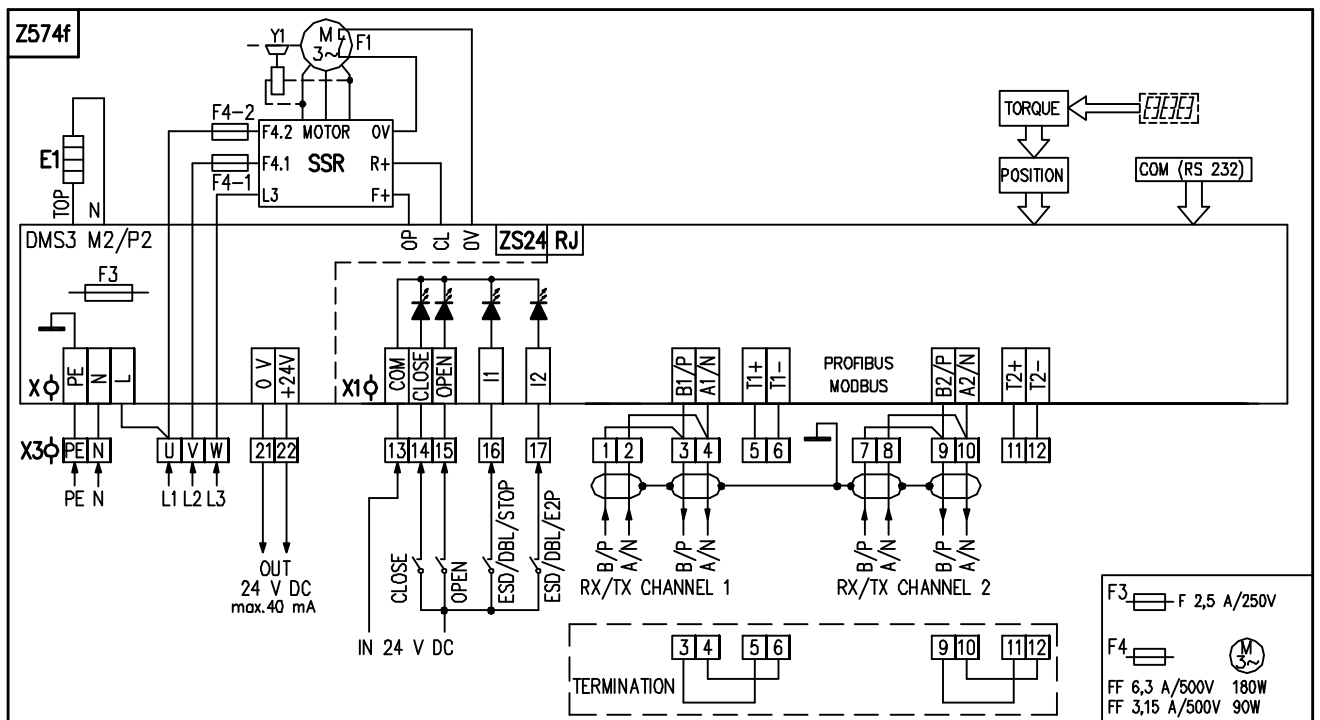 Z574f
Y1
M
3~
F1
F4-2
F4.2 MOTOR 0V
E1
F4.1 SSR R+
F4-1
L3 F+
TORQUE
POSITION
COM (RS 232)
TOP
N
OP
CL
OV
DMS3 M2/P2
ZS24 RJ
F3
X
PE
N
L
0 V
+24V
X1
COM
CLOSE
OPEN
I1
I2
B1/P
A1/N
T1+
T1-
PROFIBUS
MODBUS
B2/P
A2/N
T2+
T2-
X3
PE N U V W 21 22 13 14 15 16 17 1 2 3 4 5 6 7 8 9 10 11 12
PE N
L1 L2 L3
OUT
24 V DC
max.40 mA
CLOSE
OPEN
ESD/DBL/STOP
ESD/DBL/E2P
IN 24 V DC
B/P
A/N
B/P
A/N
RX/TX CHANNEL 1
B/P
A/N
B/P
A/N
RX/TX CHANNEL 2
TERMINATION
3 4 5 6 9 10 11 12
F3 F 2,5 A/250V
F4
M
3~
FF 6,3 A/500V 180W
FF 3,15 A/500V 90W